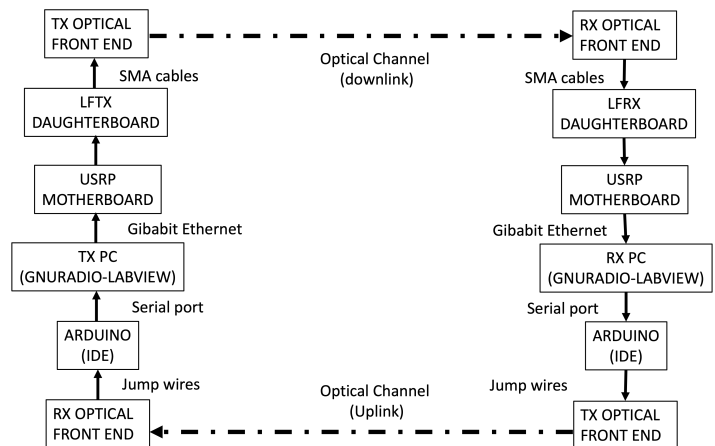 TX OPTICAL
FRONT END
RX OPTICAL
FRONT END
Optical Channel
(downlink)
SMA cables
SMA cables
LFTX
DAUGHTERBOARD
LFRX
DAUGHTERBOARD
USRP
MOTHERBOARD
USRP
MOTHERBOARD
Gibabit Ethernet
Gibabit Ethernet
TX PC
(GNURADIO-LABVIEW)
RX PC
(GNURADIO-LABVIEW)
Serial port
Serial port
ARDUINO
(IDE)
ARDUINO
(IDE)
Jump wires
Jump wires
Optical Channel
(Uplink)
RX OPTICAL
FRONT END
TX OPTICAL
FRONT END